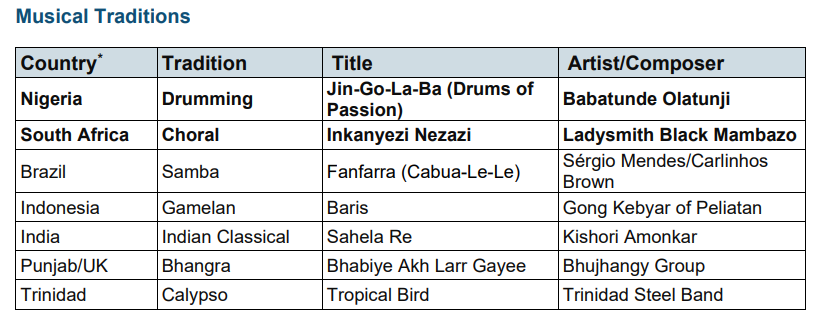 Musical Traditions
Country* Tradition Title Artist/Composer
Nigeria Drumming Jin-Go-La-Ba (Drums of Passion) Babatunde Olatunji
South Africa Choral Inkanyezi Nezazi Ladysmith Black Mambazo
Brazil Samba Fanfarra (Cabua-Le-Le) Sérgio Mendes/Carlinhos Brown
Indonesia Gamelan Baris Gong Kebyar of Peliatan
India Indian Classical Sahela Re Kishori Amonkar
Punjab/UK Bhangra Bhabiye Akh Larr Gayee Bhujhangy Group
Trinidad Calypso Tropical Bird Trinidad Steel Band